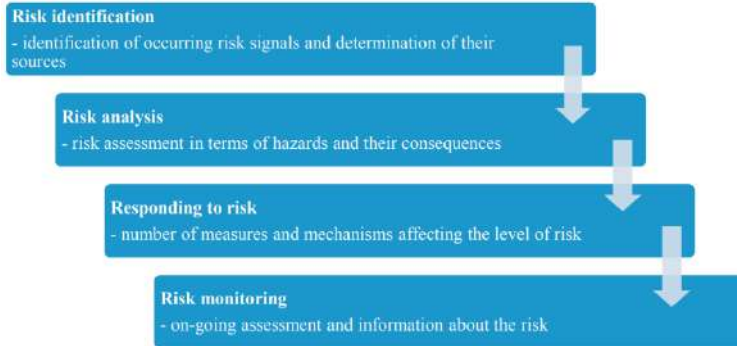 Risk identification
- identification of occurring risk signals and determination of their
sources
Risk analysis
- risk assessment in terms of hazards and their consequences
Responding to risk
- number of measures and mechanisms affecting the level of risk
Risk monitoring
- on-going assessment and information about the risk